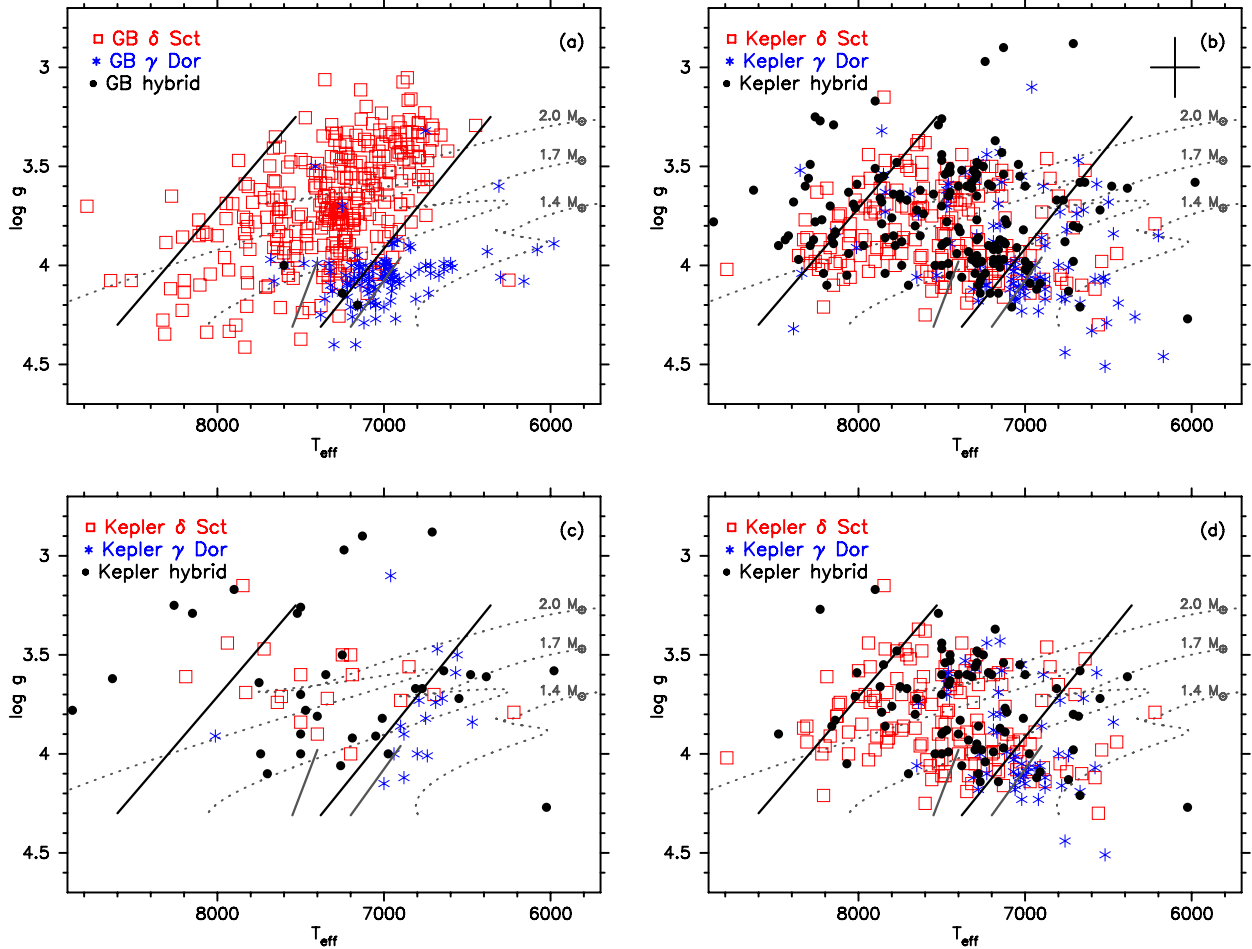 GB δ Sct
GB γ Dor
GB hybrid
(a)
2.0 M⊕
1.7 M⊕
1.4 M⊕
3
3.5
4
4.5
log g
8000 7000 6000
Teff
Kepler δ Sct
Kepler γ Dor
Kepler hybrid
(b)
2.0 M⊕
1.7 M⊕
1.4 M⊕
3
3.5
4
4.5
log g
8000 7000 6000
Teff
Kepler δ Sct
Kepler γ Dor
Kepler hybrid
(c)
2.0 M⊕
1.7 M⊕
1.4 M⊕
3
3.5
4
4.5
log g
8000 7000 6000
Teff
Kepler δ Sct
Kepler γ Dor
Kepler hybrid
(d)
2.0 M⊕
1.7 M⊕
1.4 M⊕
3
3.5
4
4.5
log g
8000 7000 6000
Teff